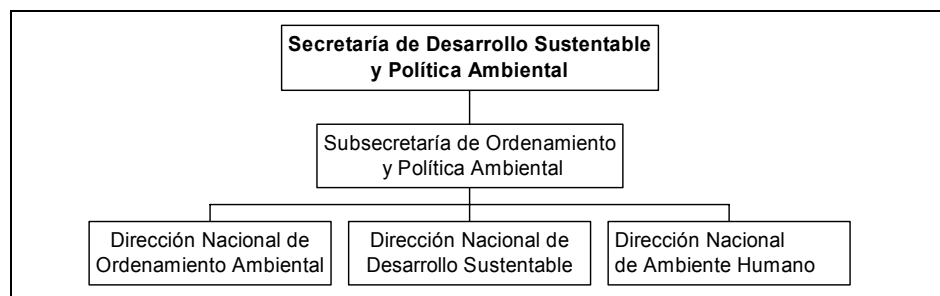 Secretaría de Desarrollo Sustentable
y Política Ambiental
Subsecretaría de Ordenamiento
y Política Ambiental
Dirección Nacional de
Ordenamiento Ambiental
Dirección Nacional de
Desarrollo Sustentable
Dirección Nacional
de Ambiente Humano